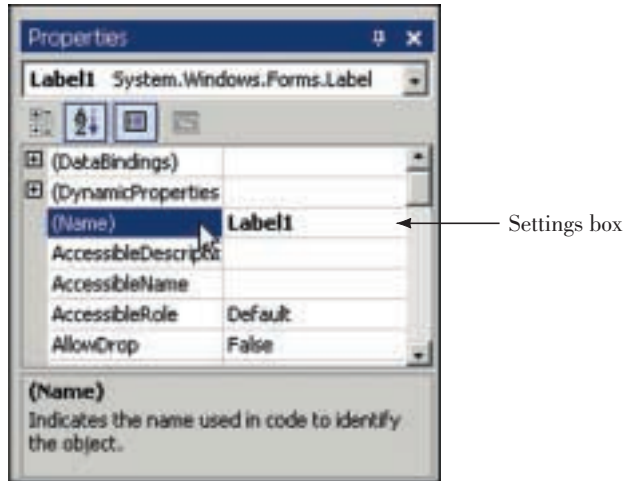 Properties
Label1 System.Windows.Forms.Label
(DataBindings)
(DynamicProperties
(Name) Label1
Settings box
AccessibleDescript
AccessibleName
AccessibleRole Default
AllowDrop False
(Name)
Indicates the name used in code to identify
the object.